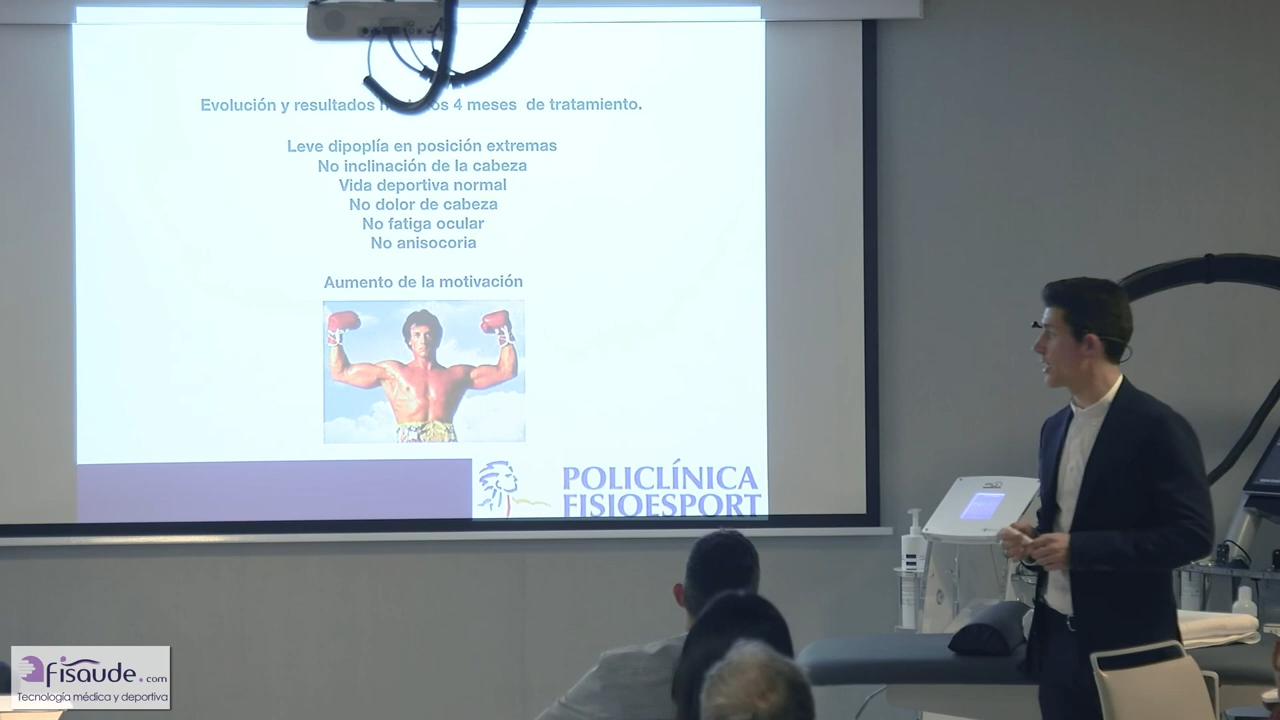 Evolución y resultados los 4 meses de tratamiento.
Leve dipoplía en posición extremas
No inclinación de la cabeza
Vida deportiva normal
No dolor de cabeza
No fatiga ocular
No anisocoria
Aumento de la motivación
POLICLÍNICA
FISIOESPORT
fisaude.com
Tecnología médica y deportiva